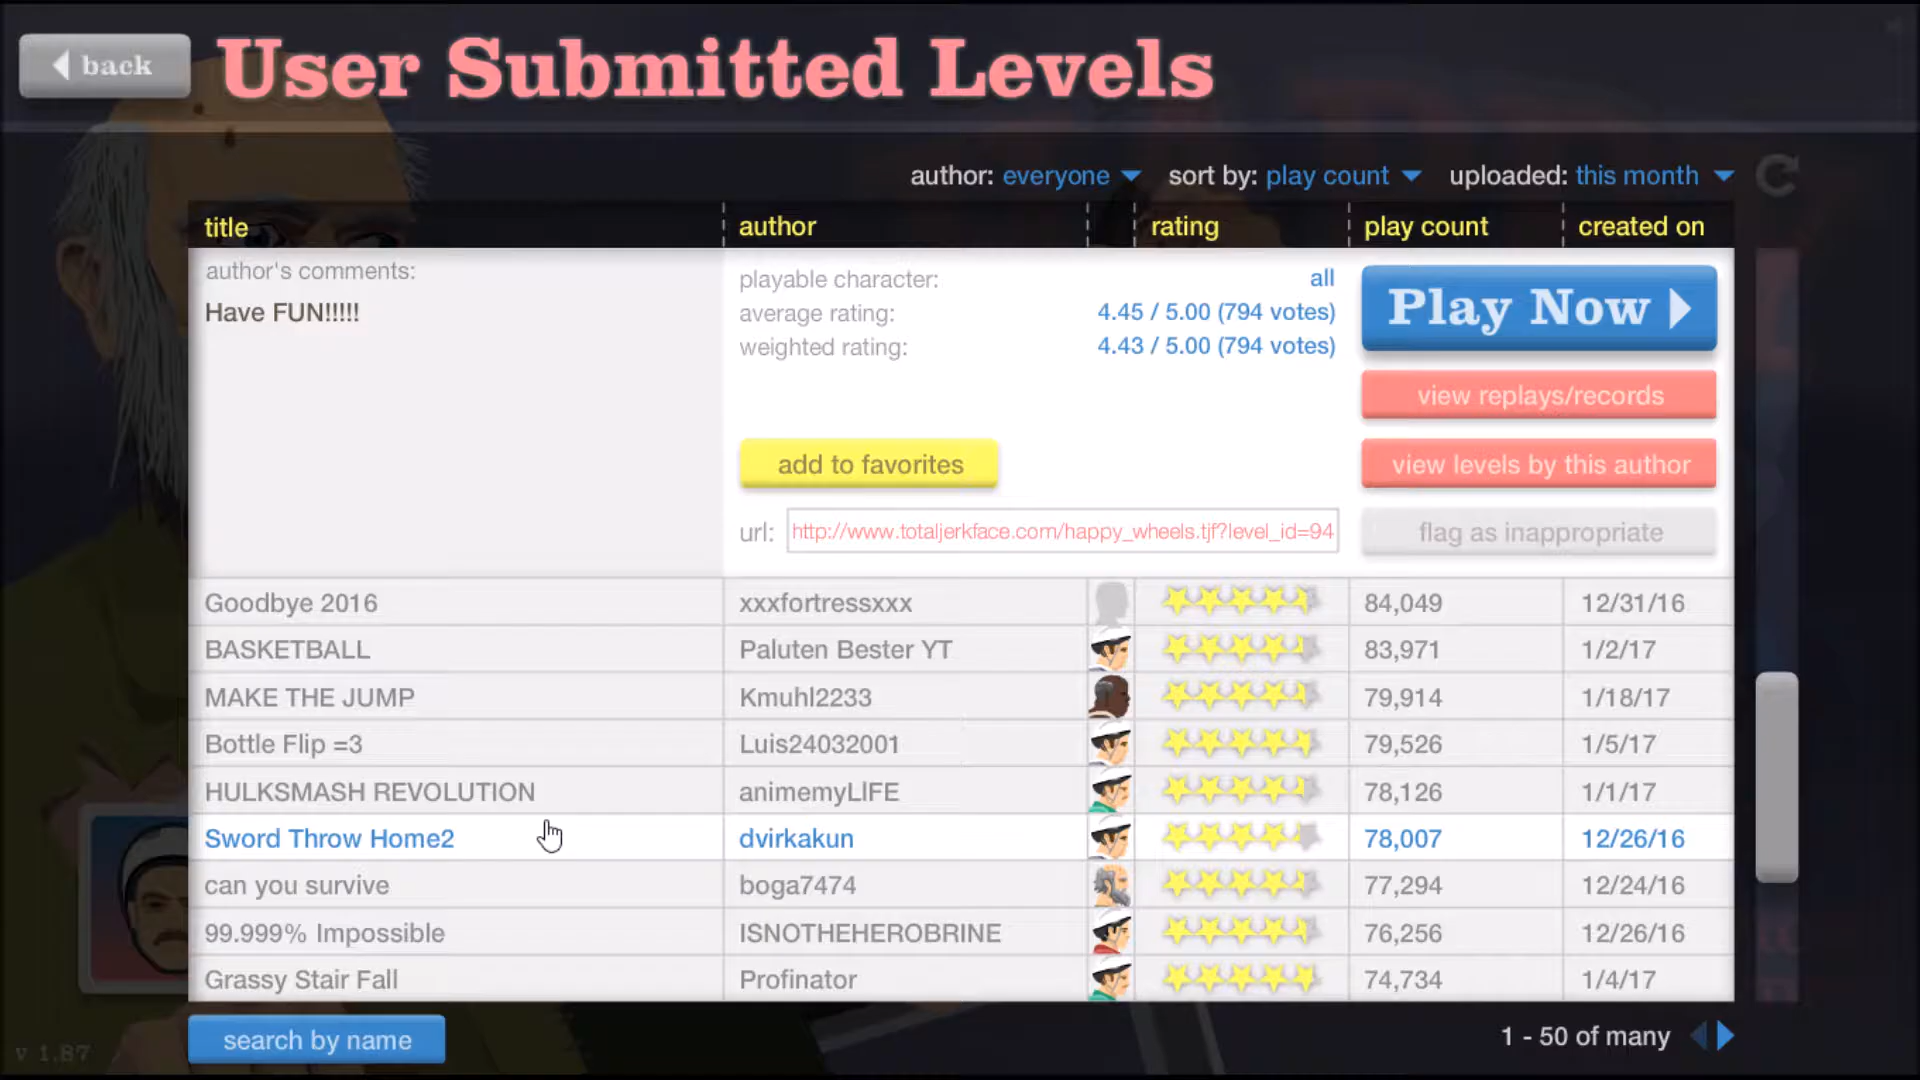 back
User Submitted Levels
author: everyone sort by: play count uploaded: this month
title author rating play count created on
author's comments:
Have FUN!!!!!
playable character: all
average rating: 4.45 / 5.00 (794 votes)
weighted rating: 4.43 / 5.00 (794 votes)
Play Now
view replays/records
add to favorites
view levels by this author
url: http://www.totaljerkface.com/happy_wheels.tjf?level_id=94
flag as inappropriate
Goodbye 2016 xxxfortressxxx 84,049 12/31/16
BASKETBALL Paluten Bester YT 83,971 1/2/17
MAKE THE JUMP Kmuhl2233 79,914 1/18/17
Bottle Flip =3 Luis24032001 79,526 1/5/17
HULKSMASH REVOLUTION animemyLIFE 78,126 1/1/17
Sword Throw Home2 dvirkakun 78,007 12/26/16
can you survive boga7474 77,294 12/24/16
99.999% Impossible ISNOTHEHEROBRINE 76,256 12/26/16
Grassy Stair Fall Profinator 74,734 1/4/17
search by name
1 - 50 of many
v 1.87